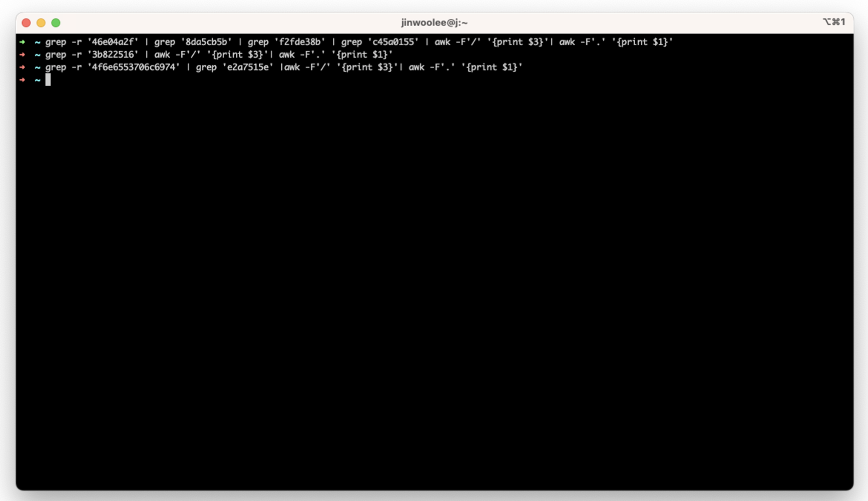 jinwoolee@j:~
⌥⌘1
→ ~ grep -r '46e04a2f' | grep '8da5cb5b' | grep 'f2fde38b' | grep 'c45a0155' | awk -F'/' '{print $3}'| awk -F'.' '{print $1}'
→ ~ grep -r '3b822516' | awk -F'/' '{print $3}'| awk -F'.' '{print $1}'
→ ~ grep -r '4f6e6553706c6974' | grep 'e2a7515e' |awk -F'/' '{print $3}'| awk -F'.' '{print $1}'
→ ~